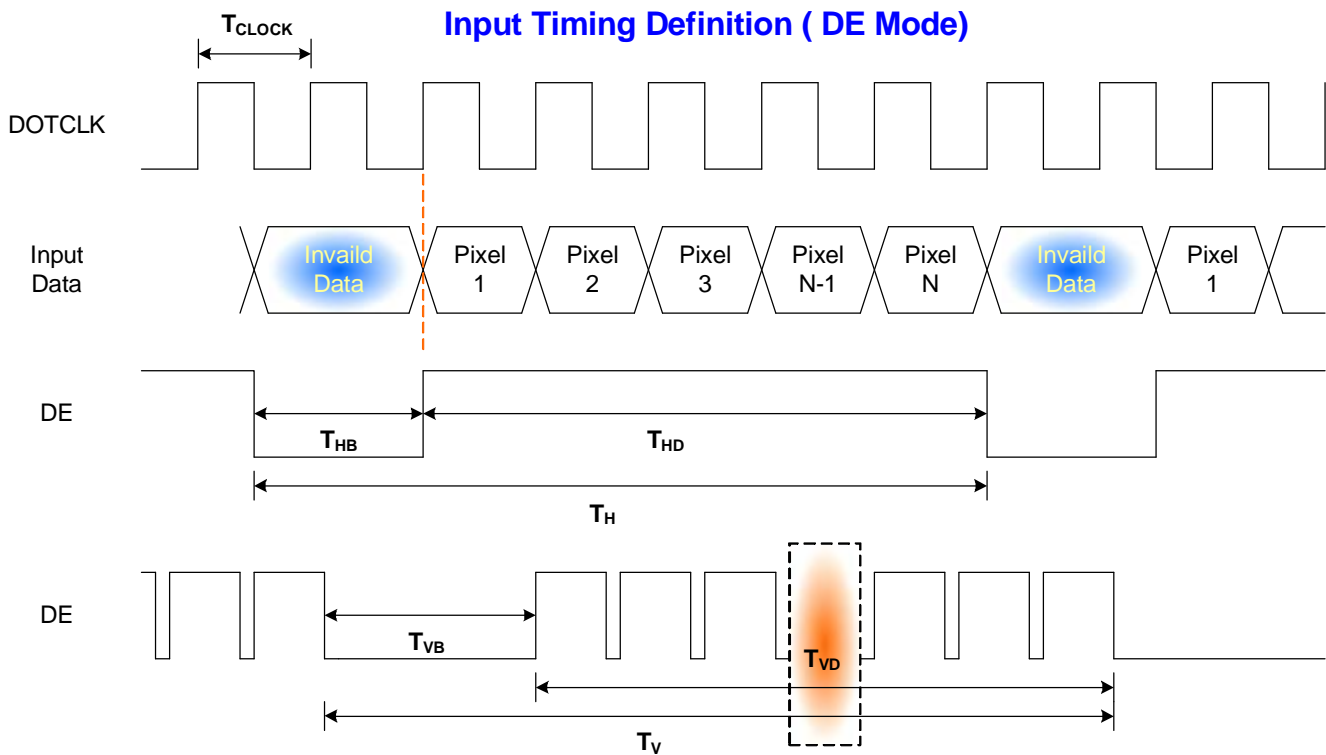 Input Timing Definition ( DE Mode)
TCLOCK
DOTCLK
Input
Data
Invaild
Data
Pixel
1
Pixel
2
Pixel
3
Pixel
N-1
Pixel
N
Invaild
Data
Pixel
1
DE
THB
THD
TH
DE
TVB
TVD
TV